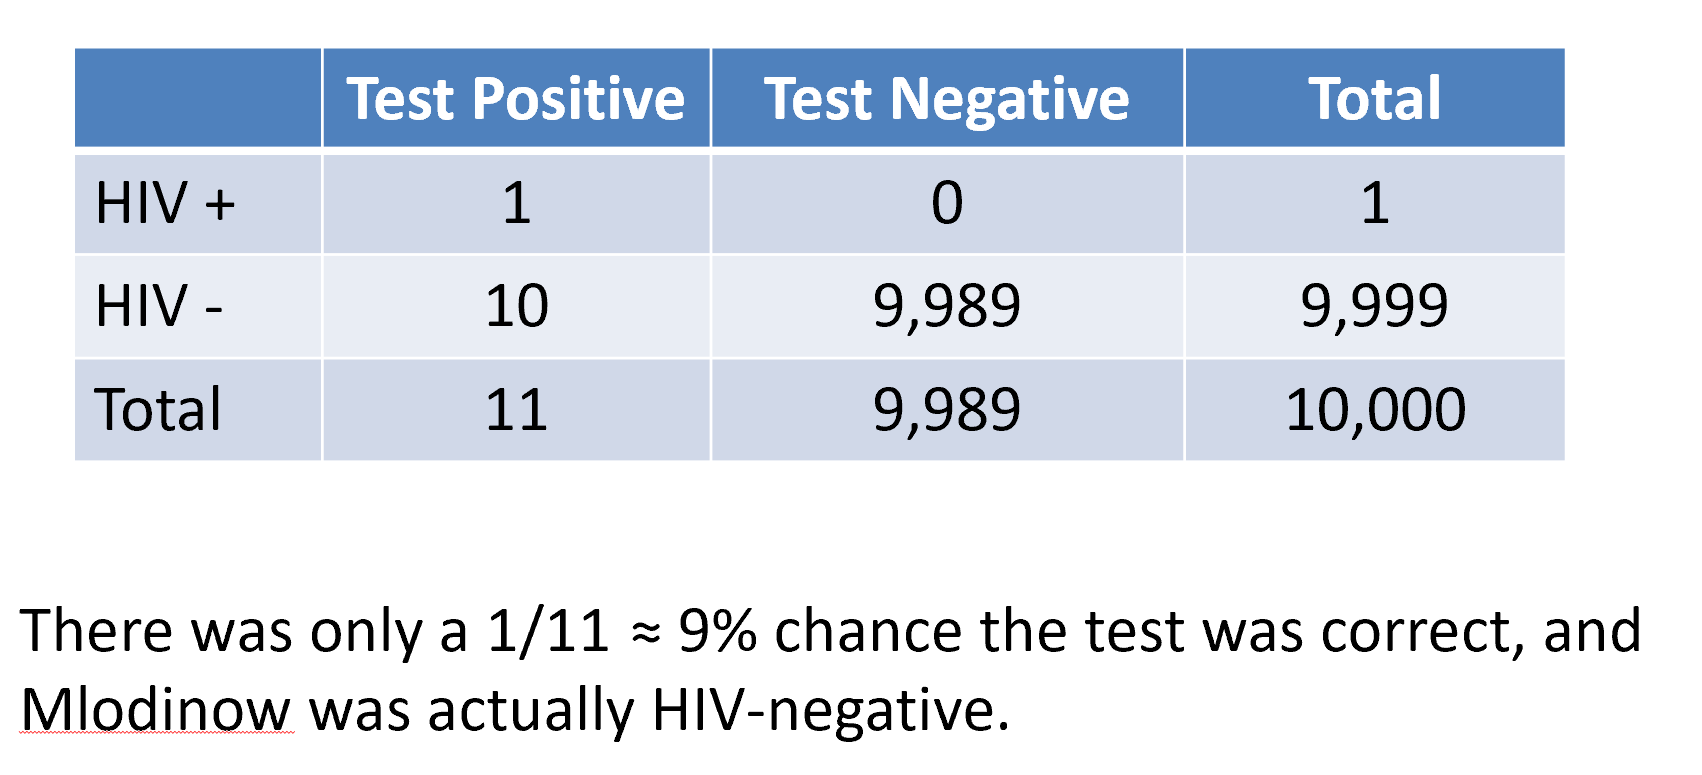 Test Positive Test Negative Total
HIV + 1 0 1
HIV - 10 9,989 9,999
Total 11 9,989 10,000
There was only a 1/11 ≈ 9% chance the test was correct, and
Mlodinow was actually HIV-negative.